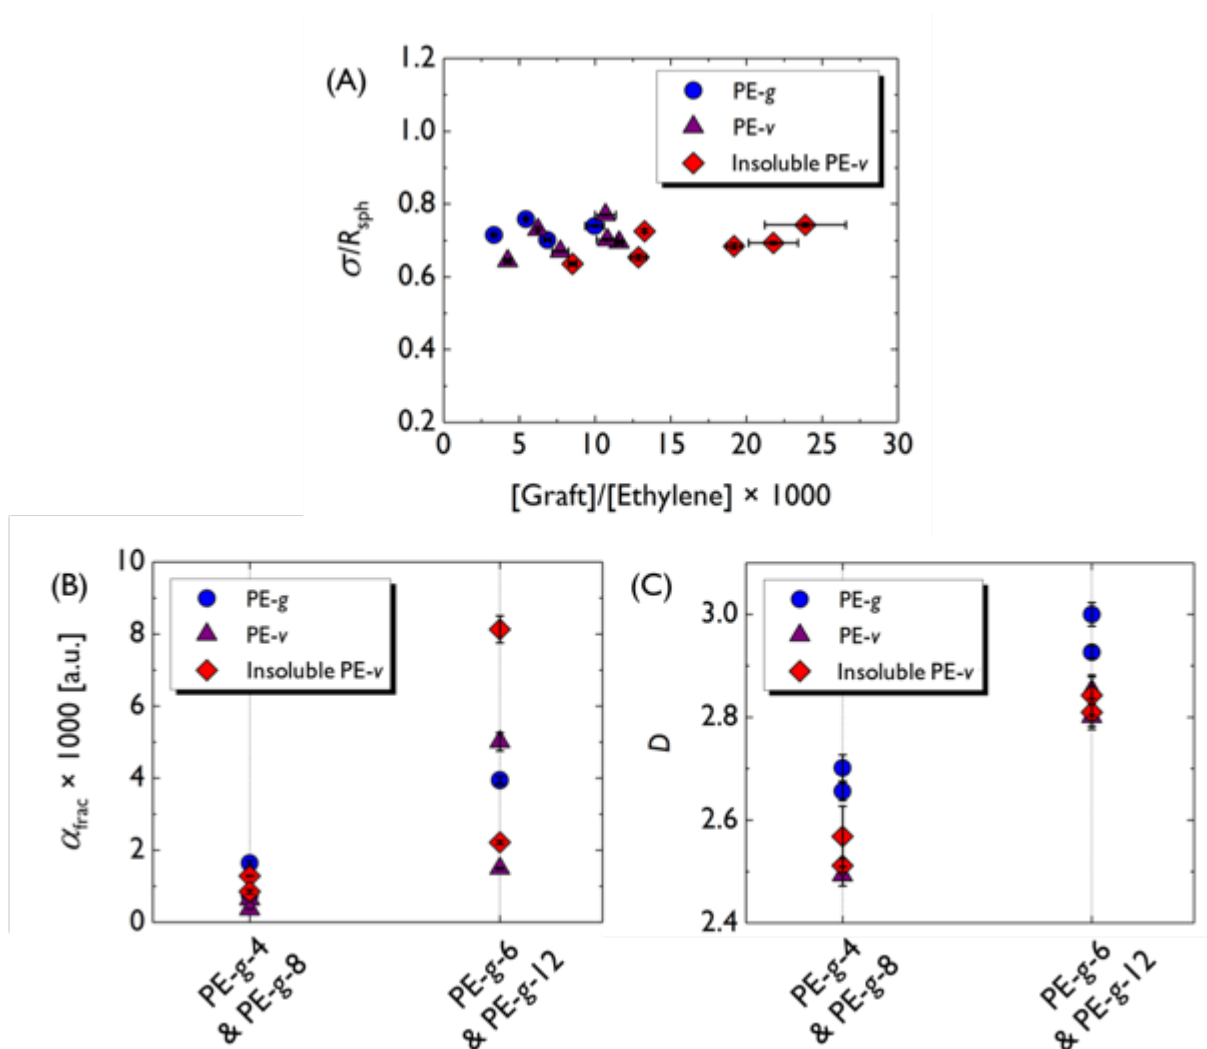 (A)
1.2
1.0
0.8
0.6
0.4
0.2
σ/Rsph
PE-g
PE-v
Insoluble PE-v
0 5 10 15 20 25 30
[Graft]/[Ethylene] × 1000
(B)
10
8
6
4
2
0
αfrac × 1000 [a.u.]
PE-g
PE-v
Insoluble PE-v
PE-g-4
& PE-g-8
PE-g-6
& PE-g-12
(C)
3.0
2.8
2.6
2.4
D
PE-g
PE-v
Insoluble PE-v
PE-g-4
& PE-g-8
PE-g-6
& PE-g-12